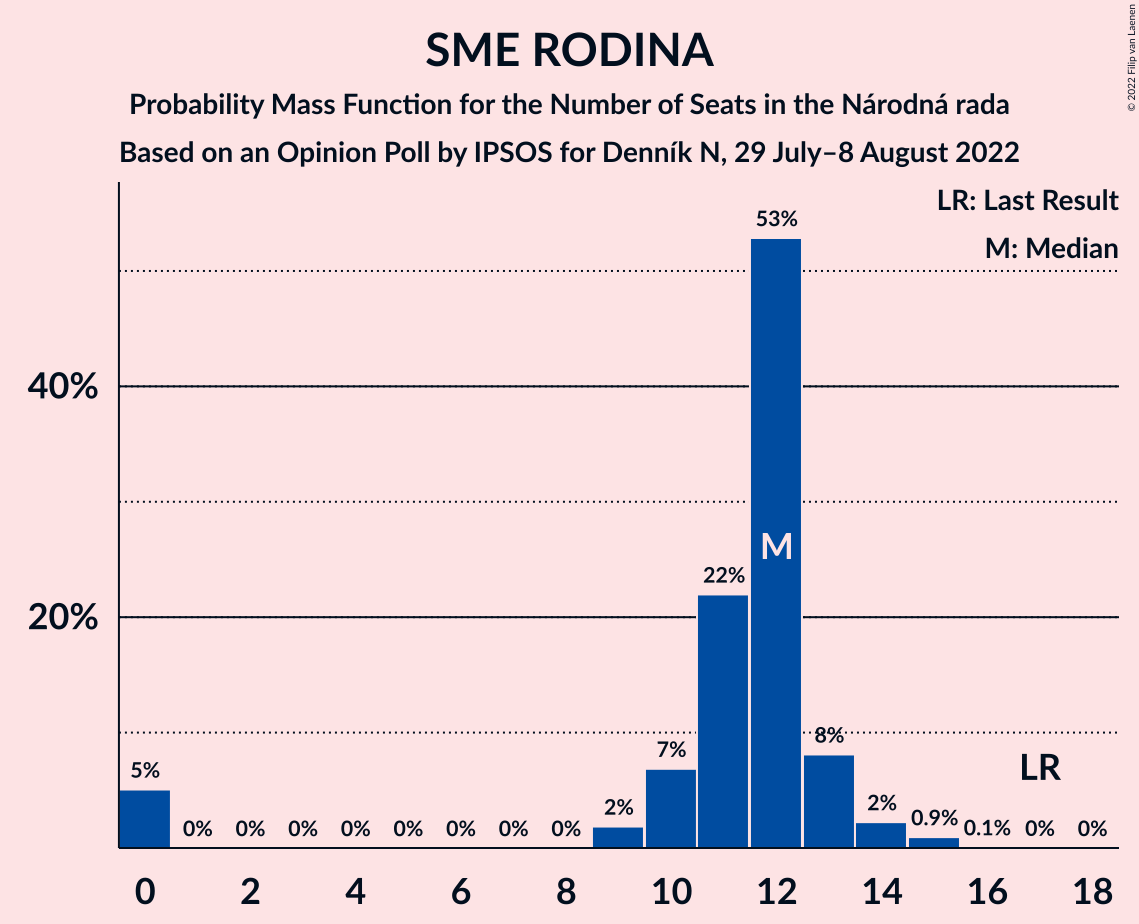 SME RODINA
Probability Mass Function for the Number of Seats in the Národná rada
Based on an Opinion Poll by IPSOS for Denník N, 29 July–8 August 2022
© 2022 Filip van Laenen
LR: Last Result
M: Median
40%
20%
5%
0%
0%
0%
0%
0%
0%
0%
0%
2%
7%
22%
53%
M
8%
2%
0.9%
0.1%
0%
0%
LR
0 2 4 6 8 10 12 14 16 18